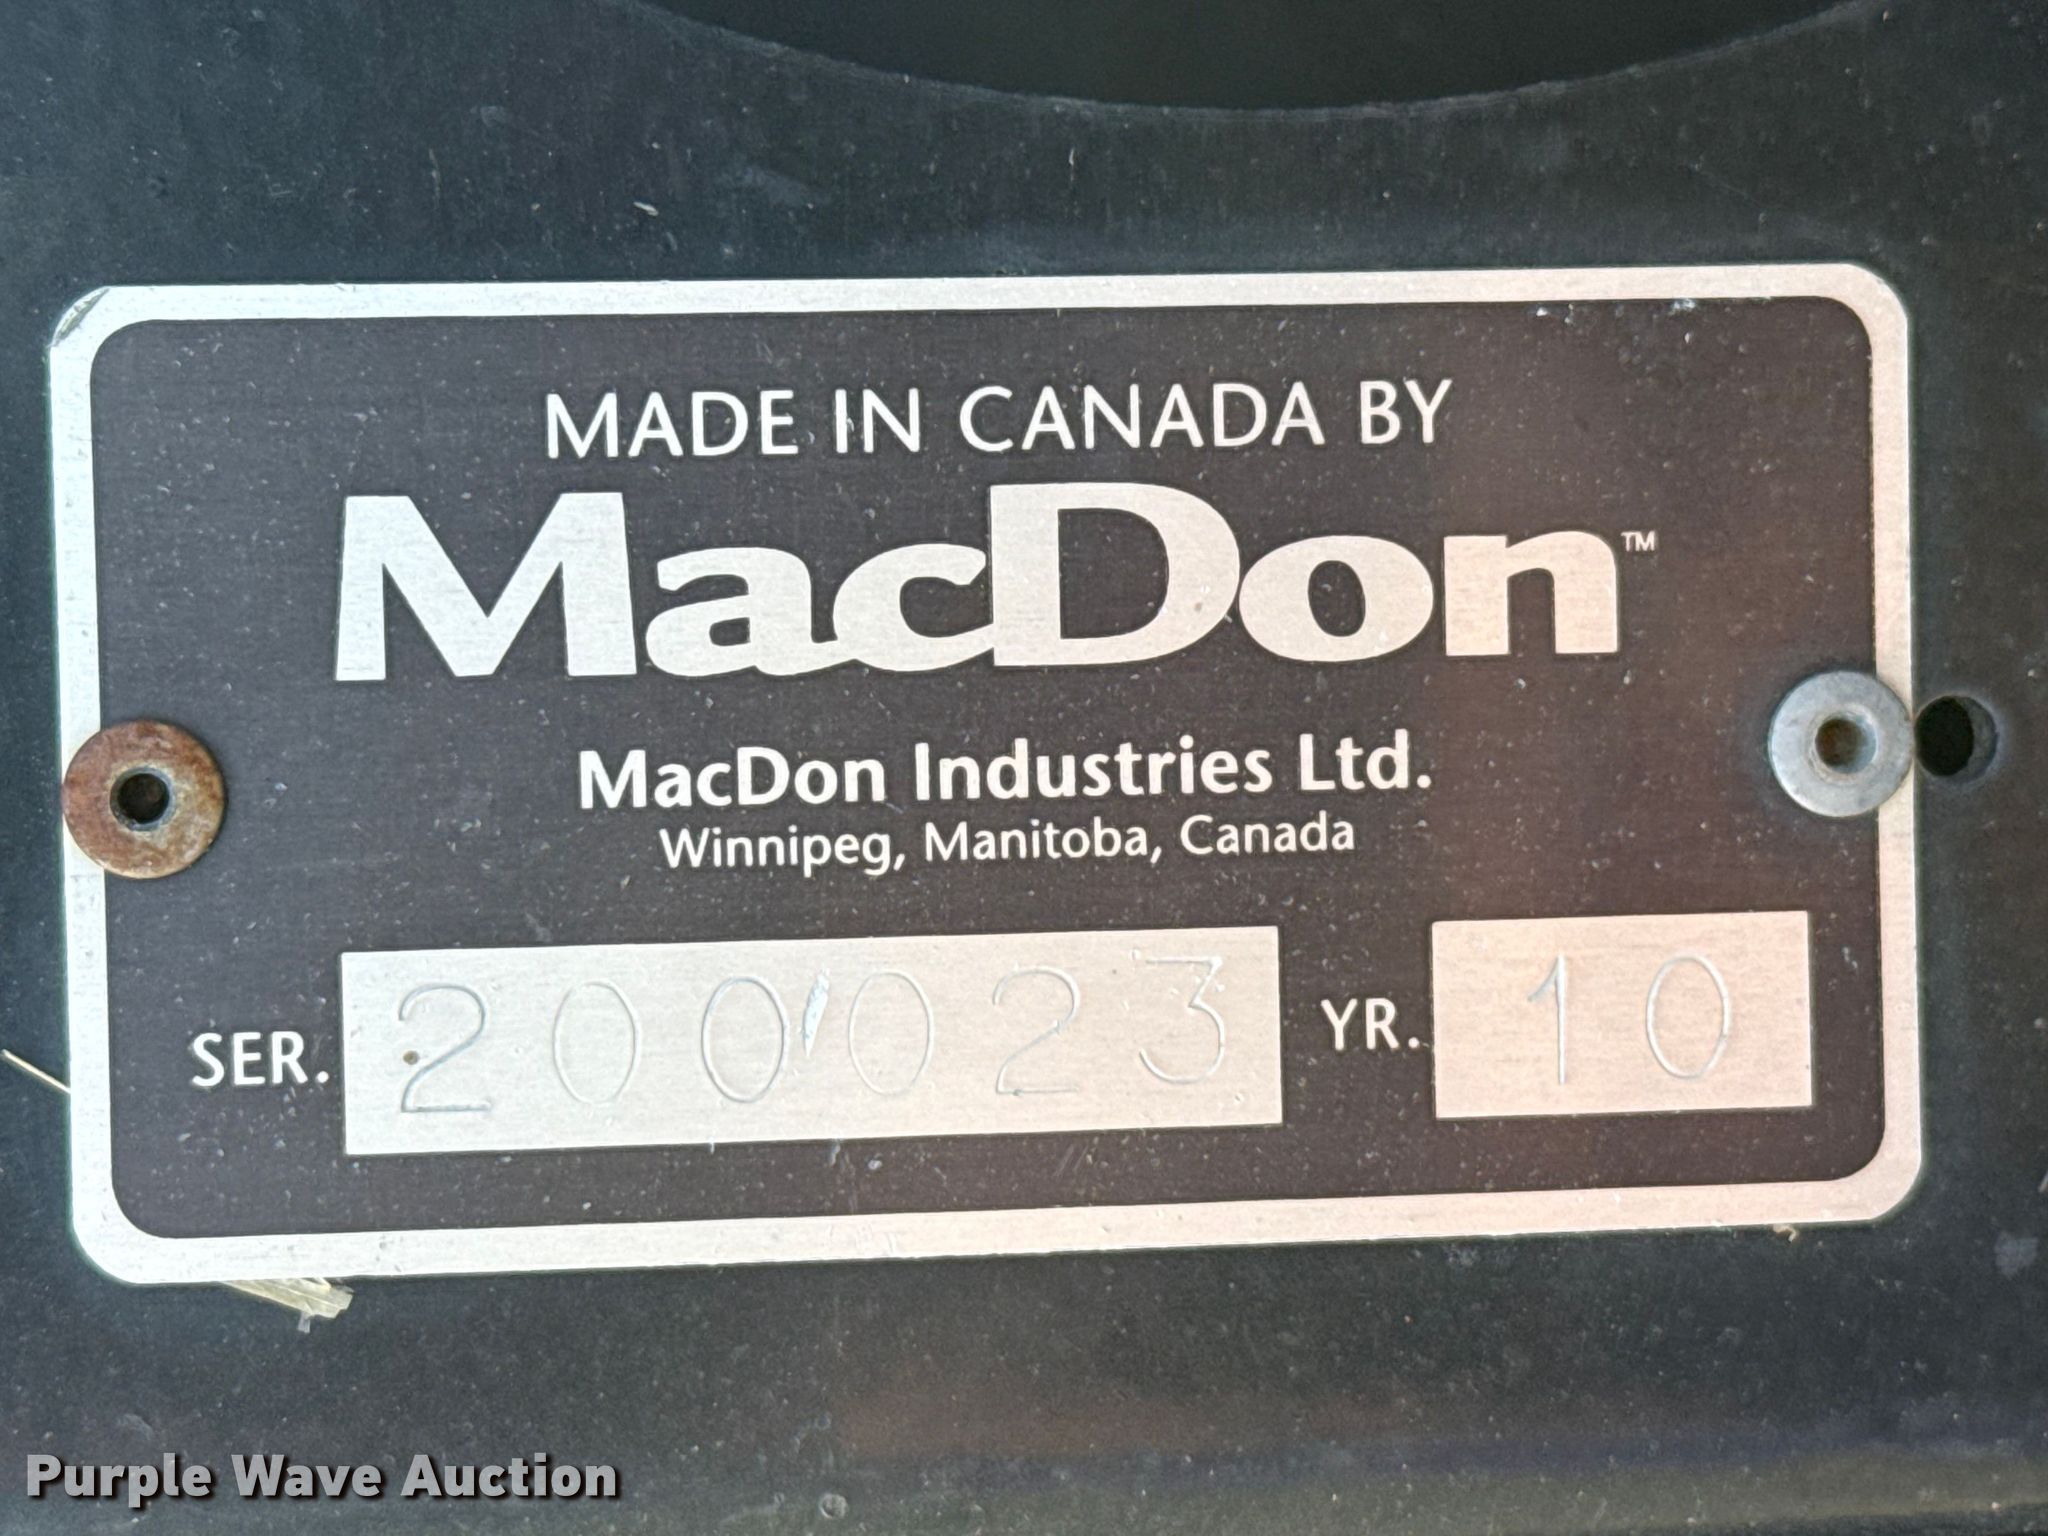 MADE IN CANADA BY
MacDon™
MacDon Industries Ltd.
Winnipeg, Manitoba, Canada
SER. 200023 YR. 10
Purple Wave Auction